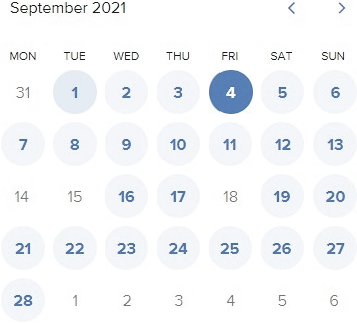 September 2021
MON TUE WED THU FRI SAT SUN
31 1 2 3 4 5 6
7 8 9 10 11 12 13
14 15 16 17 18 19 20
21 22 23 24 25 26 27
28 1 2 3 4 5 6